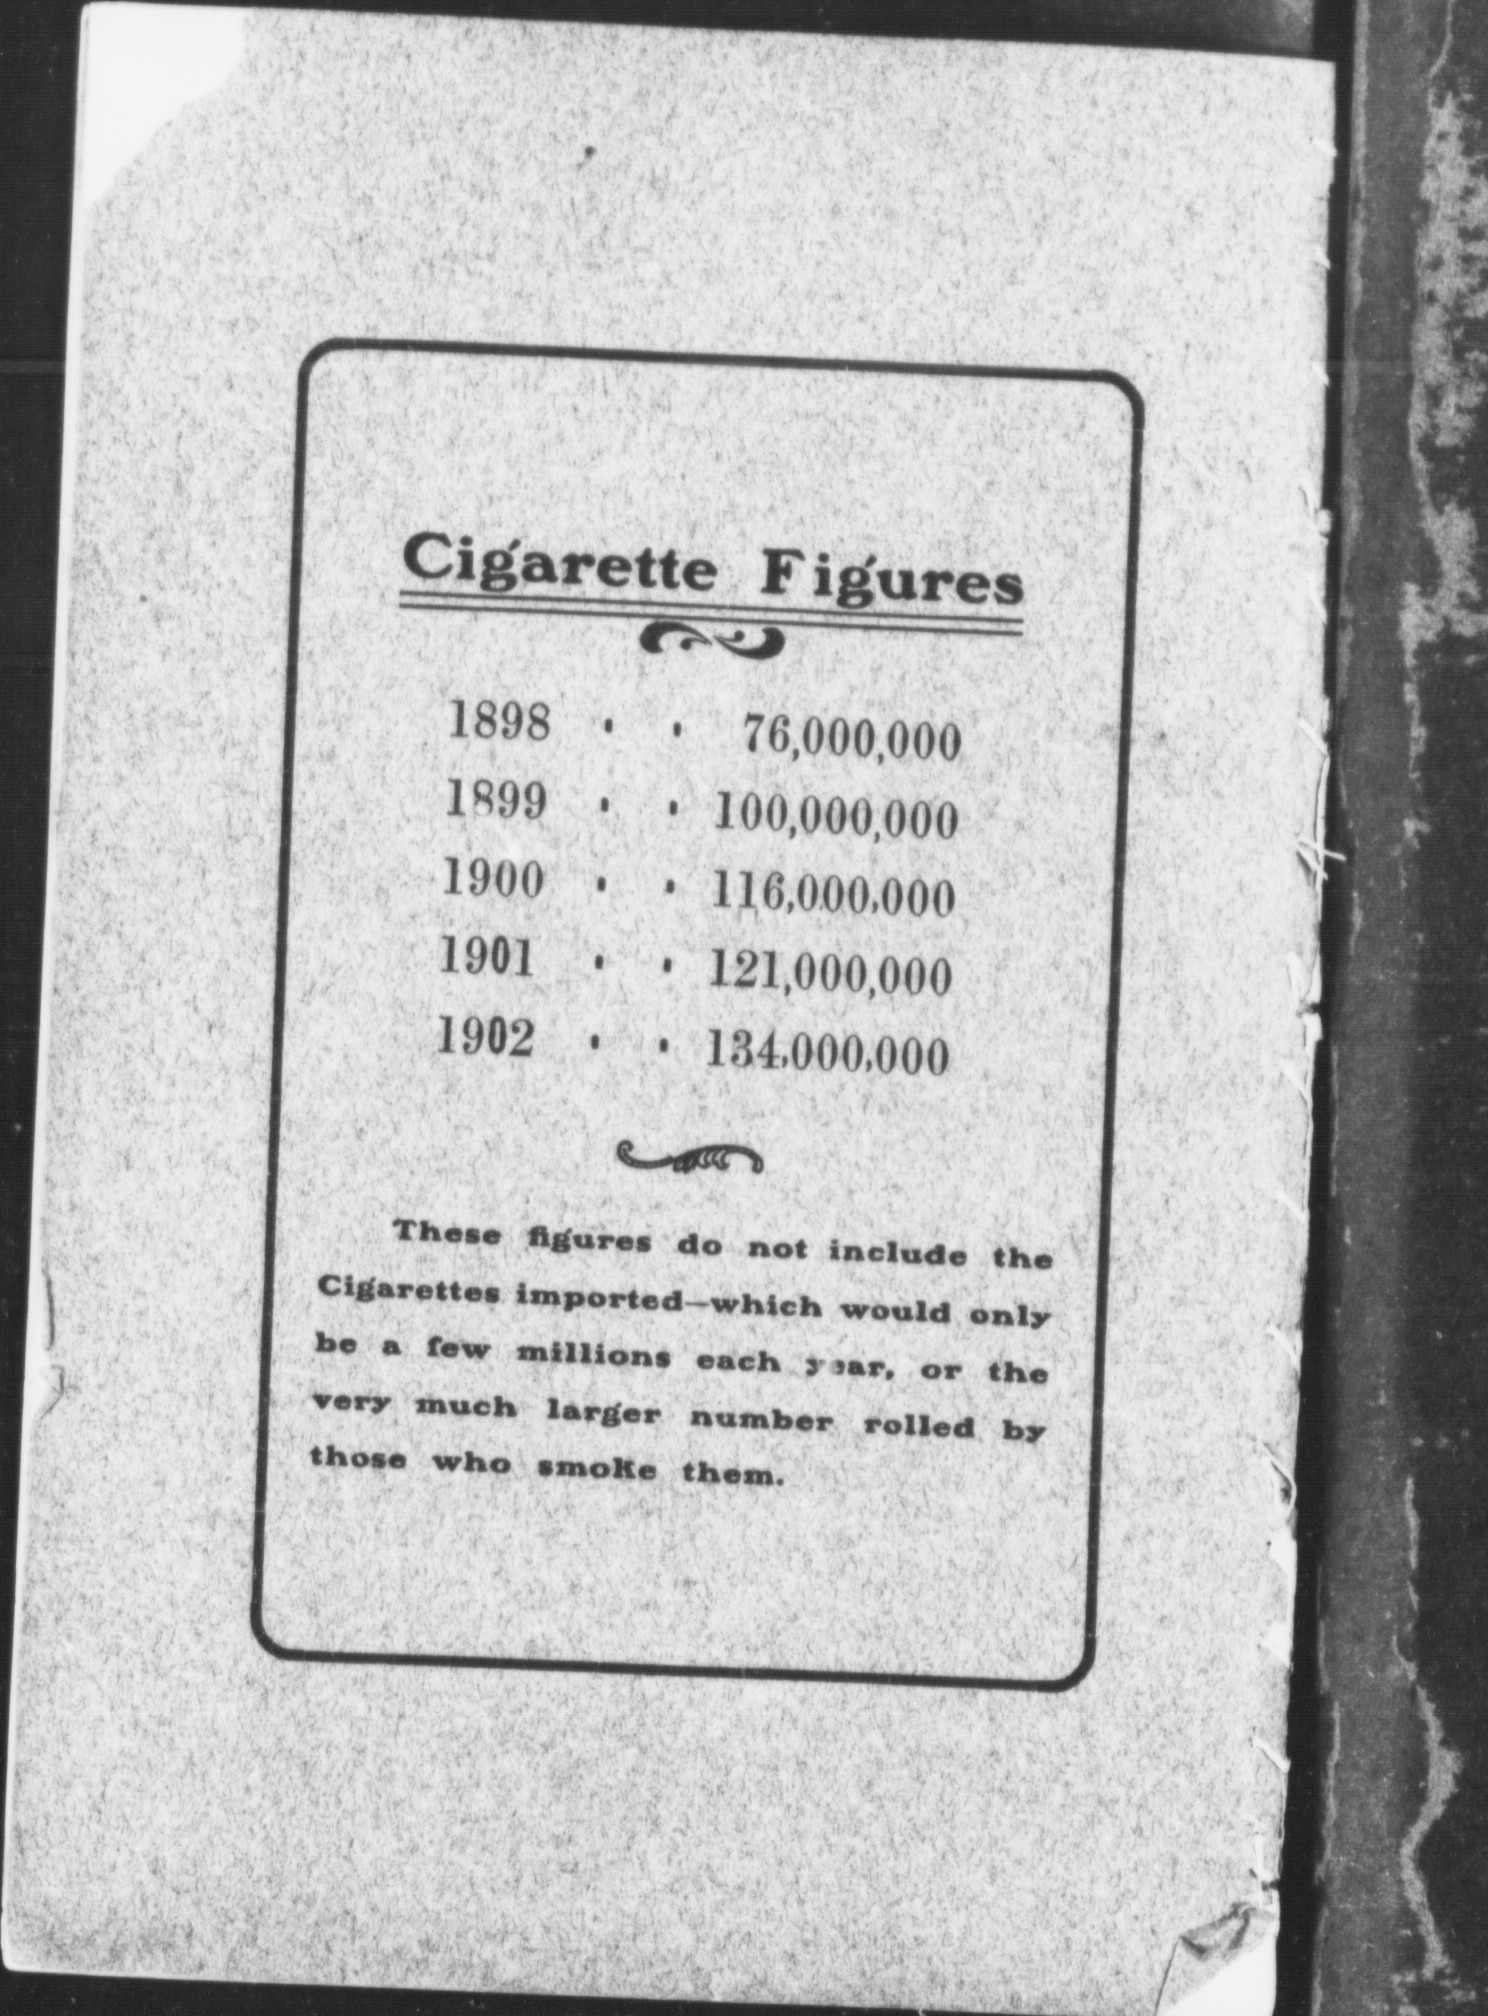 Cigarette Figures
1898 . . 76,000,000
1899 . . 100,000,000
1900 . . 116,000,000
1901 . . 121,000,000
1902 . . 134,000,000
These figures do not include the
Cigarettes imported—which would only
be a few millions each year, or the
very much larger number rolled by
those who smoke them.